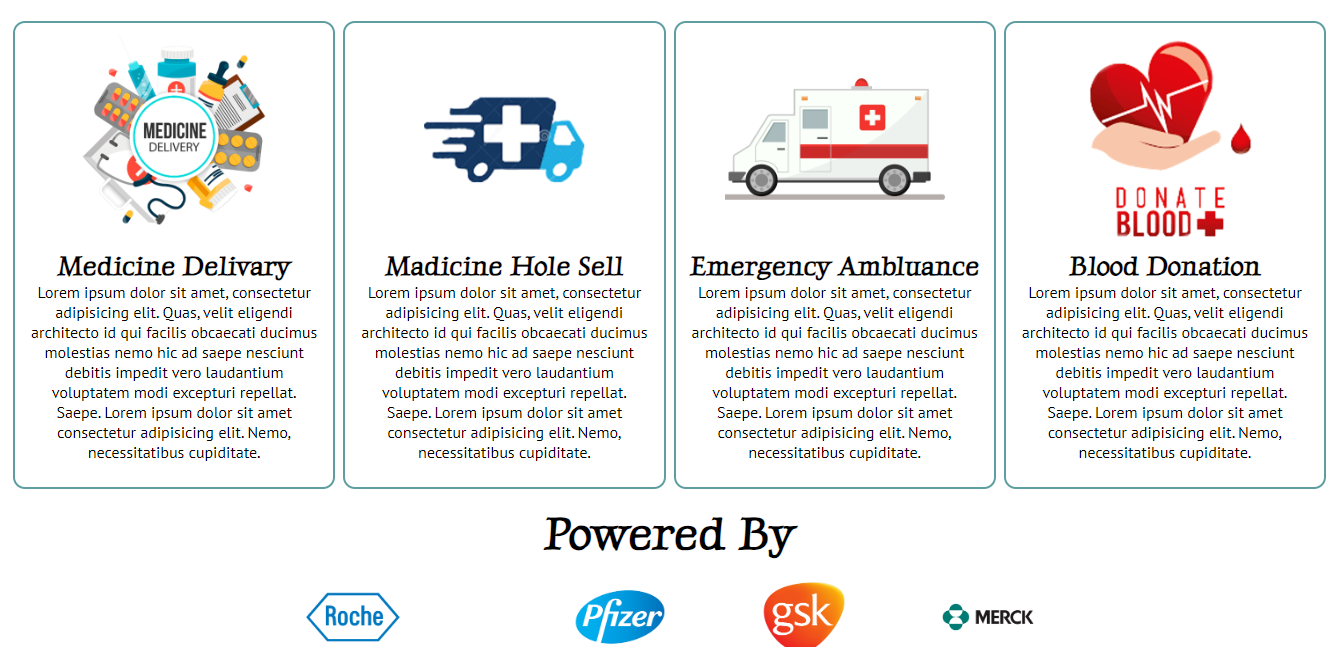 MEDICINE
DELIVERY
Medicine Delivary
Lorem ipsum dolor sit amet, consectetur
adipisicing elit. Quas, velit eligendi
architecto id qui facilis obcaecati ducimus
molestias nemo hic ad saepe nesciunt
debitis impedit vero laudantium
voluptatem modi excepturi repellat.
Saepe. Lorem ipsum dolor sit amet
consectetur adipisicing elit. Nemo,
necessitatibus cupiditate.
Madicine Hole Sell
Lorem ipsum dolor sit amet, consectetur
adipisicing elit. Quas, velit eligendi
architecto id qui facilis obcaecati ducimus
molestias nemo hic ad saepe nesciunt
debitis impedit vero laudantium
voluptatem modi excepturi repellat.
Saepe. Lorem ipsum dolor sit amet
consectetur adipisicing elit. Nemo,
necessitatibus cupiditate.
Emergency Ambluance
Lorem ipsum dolor sit amet, consectetur
adipisicing elit. Quas, velit eligendi
architecto id qui facilis obcaecati ducimus
molestias nemo hic ad saepe nesciunt
debitis impedit vero laudantium
voluptatem modi excepturi repellat.
Saepe. Lorem ipsum dolor sit amet
consectetur adipisicing elit. Nemo,
necessitatibus cupiditate.
DONATE
BLOOD
Blood Donation
Lorem ipsum dolor sit amet, consectetur
adipisicing elit. Quas, velit eligendi
architecto id qui facilis obcaecati ducimus
molestias nemo hic ad saepe nesciunt
debitis impedit vero laudantium
voluptatem modi excepturi repellat.
Saepe. Lorem ipsum dolor sit amet
consectetur adipisicing elit. Nemo,
necessitatibus cupiditate.
Powered By
Roche
Pfizer
gsk
MERCK